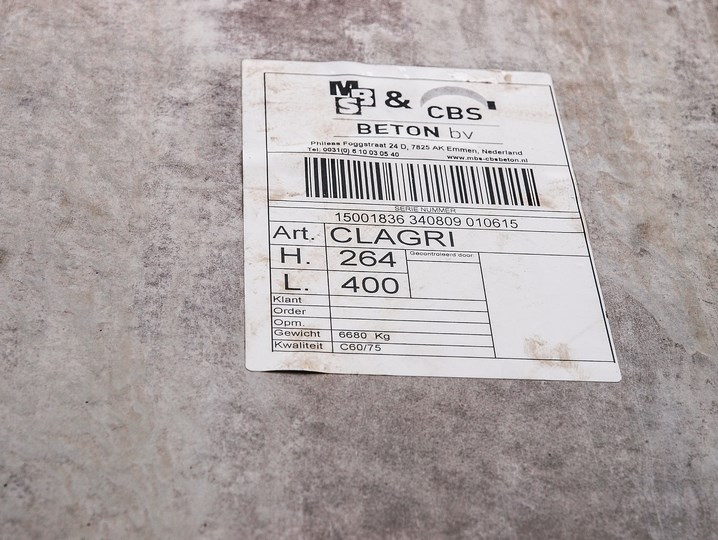 MBS & CBS
BETON bv
Phileas Foggstraat 24 D, 7825 AK Emmen, Nederland
Tel: 0031(0) 6 10 03 05 40 www.mbs-cbsbeton.nl
SERIE NUMMER
15001836 340809 010615
Art. CLAGRI
H. 264 Gecontroleerd door:
L. 400
Klant
Order
Opm.
Gewicht 6680 Kg
Kwaliteit C60/75